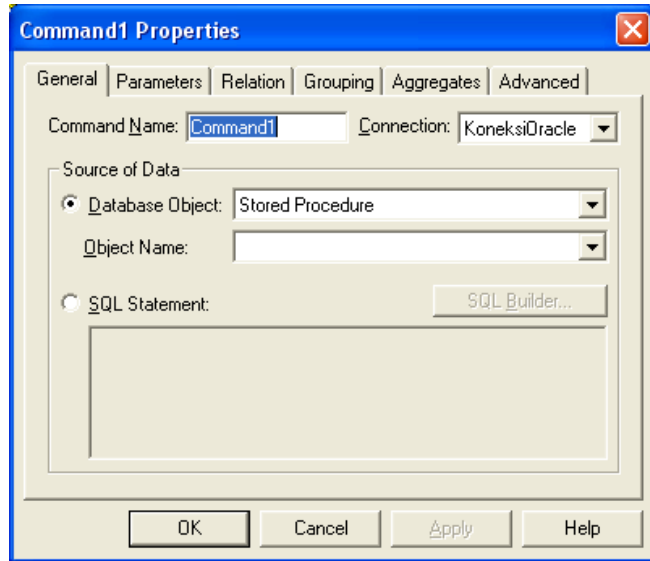 Command1 Properties
General Parameters Relation Grouping Aggregates Advanced
Command Name: Command1 Connection: KoneksiOracle
Source of Data
Database Object: Stored Procedure
Object Name:
SQL Statement: SQL Builder...
OK Cancel Apply Help